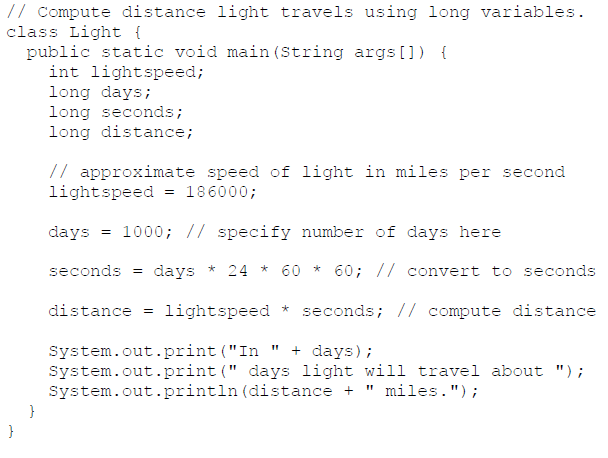 // Compute distance light travels using long variables.
class Light {
  public static void main(String args[]) {
    int lightspeed;
    long days;
    long seconds;
    long distance;

    // approximate speed of light in miles per second
    lightspeed = 186000;

    days = 1000; // specify number of days here

    seconds = days * 24 * 60 * 60; // convert to seconds

    distance = lightspeed * seconds; // compute distance

    System.out.print("In " + days);
    System.out.print(" days light will travel about ");
    System.out.println(distance + " miles.");
  }
}